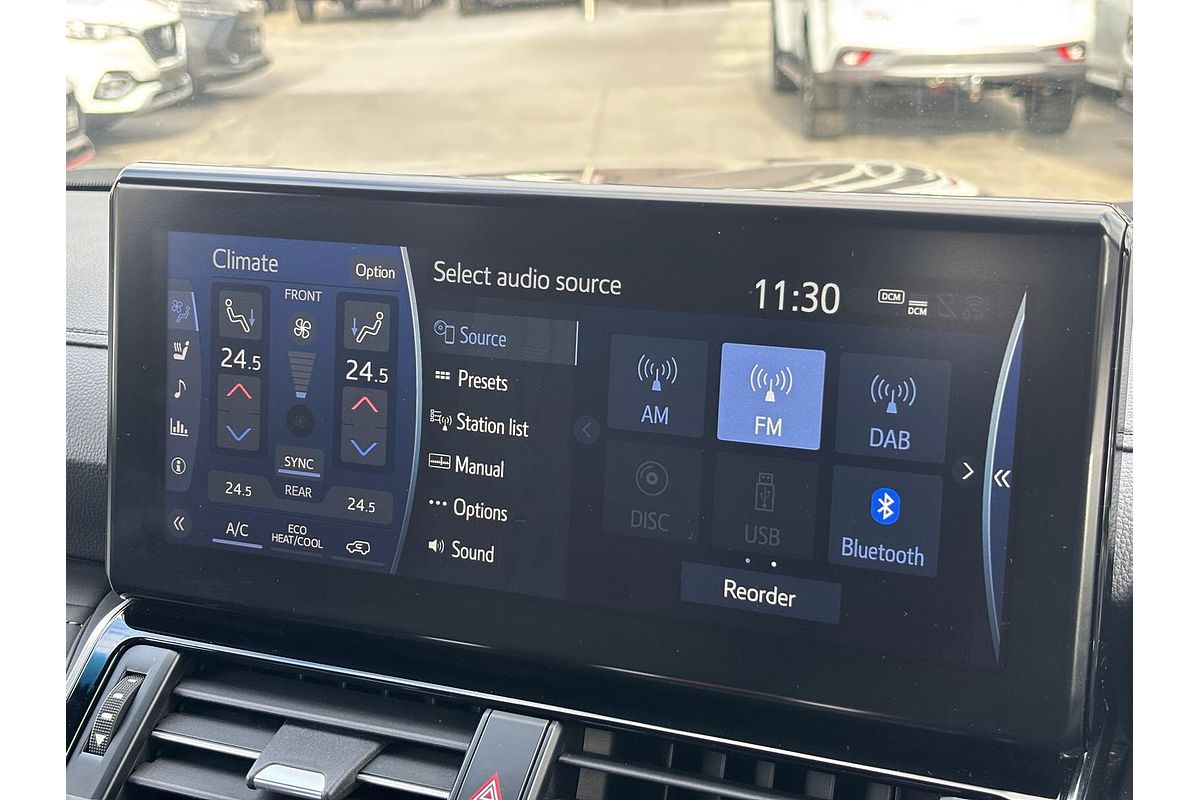 Climate
Option
FRONT
24.5
24.5
SYNC
24.5
REAR
24.5
A/C
ECO
HEAT/COOL
Select audio source
11:30
DCM
DCM
Source
Presets
Station list
Manual
Options
Sound
AM
FM
DAB
DISC
USB
Bluetooth
Reorder